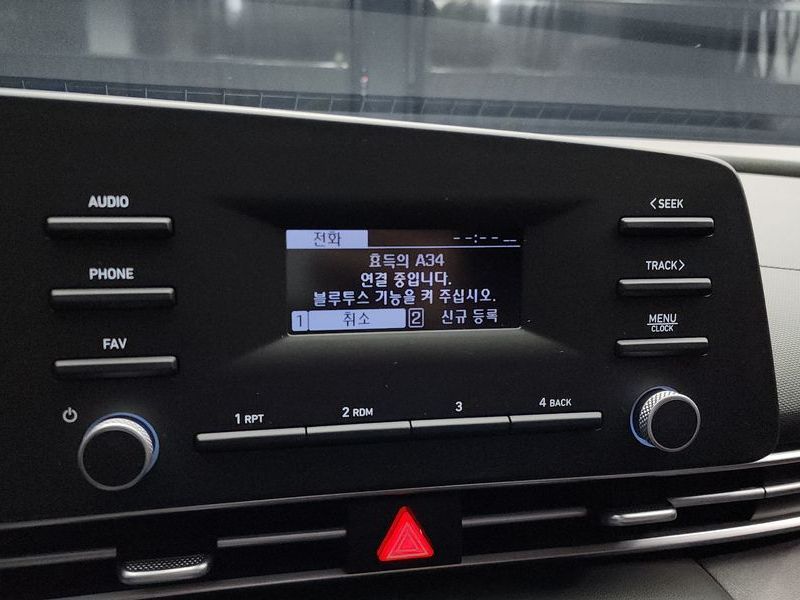 AUDIO
PHONE
FAV
전화 --:-- __
효득의 A34
연결 중입니다.
블루투스 기능을 켜 주십시오.
1 취소 2 신규 등록
<SEEK
TRACK>
MENU
CLOCK
1 RPT
2 RDM
3
4 BACK